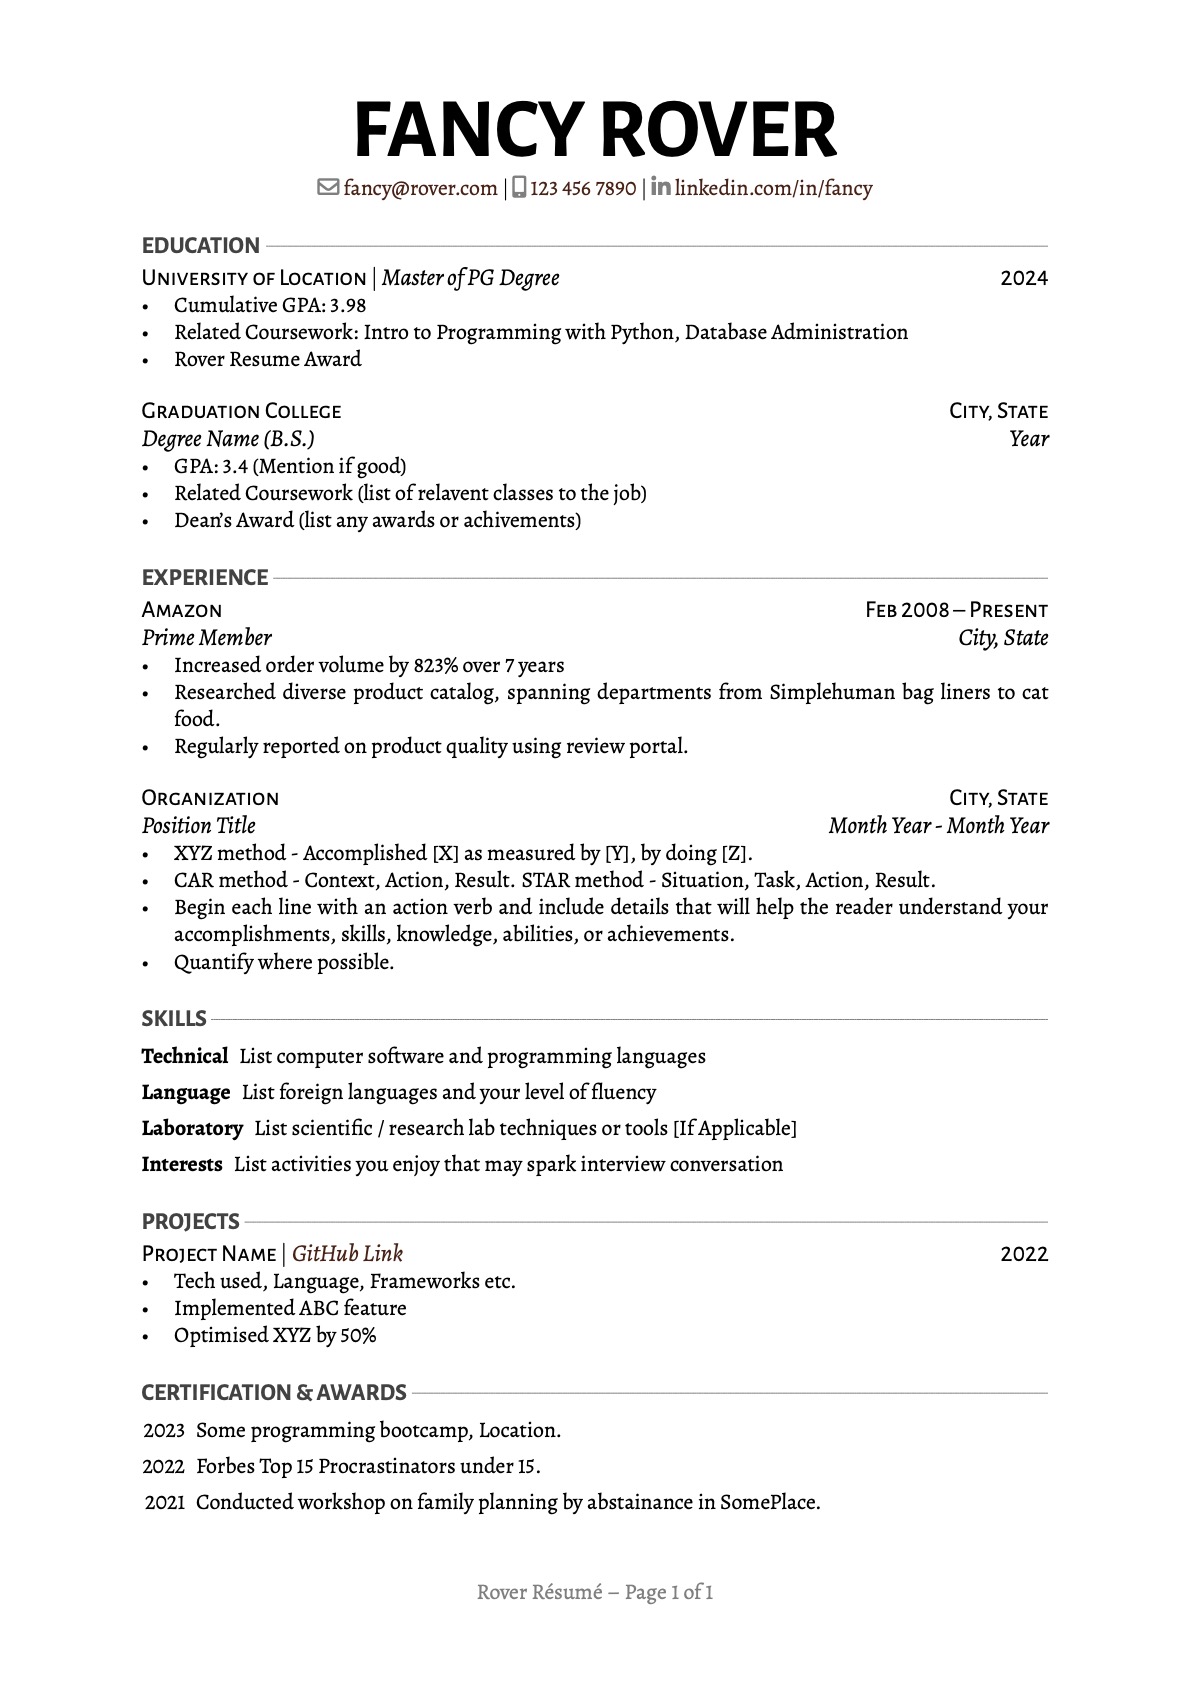 FANCY ROVER
fancy@rover.com | 123 456 7890 | linkedin.com/in/fancy
EDUCATION
University of Location | Master of PG Degree 2024
• Cumulative GPA: 3.98
• Related Coursework: Intro to Programming with Python, Database Administration
• Rover Resume Award
Graduation College City, State
Degree Name (B.S.) Year
• GPA: 3.4 (Mention if good)
• Related Coursework (list of relavent classes to the job)
• Dean’s Award (list any awards or achivements)
EXPERIENCE
Amazon Feb 2008 – Present
Prime Member City, State
• Increased order volume by 823% over 7 years
• Researched diverse product catalog, spanning departments from Simplehuman bag liners to cat
food.
• Regularly reported on product quality using review portal.
Organization City, State
Position Title Month Year - Month Year
• XYZ method - Accomplished [X] as measured by [Y], by doing [Z].
• CAR method - Context, Action, Result. STAR method - Situation, Task, Action, Result.
• Begin each line with an action verb and include details that will help the reader understand your
accomplishments, skills, knowledge, abilities, or achievements.
• Quantify where possible.
SKILLS
Technical List computer software and programming languages
Language List foreign languages and your level of fluency
Laboratory List scientific / research lab techniques or tools [If Applicable]
Interests List activities you enjoy that may spark interview conversation
PROJECTS
Project Name | GitHub Link 2022
• Tech used, Language, Frameworks etc.
• Implemented ABC feature
• Optimised XYZ by 50%
CERTIFICATION & AWARDS
2023 Some programming bootcamp, Location.
2022 Forbes Top 15 Procrastinators under 15.
2021 Conducted workshop on family planning by abstainance in SomePlace.
Rover Résumé – Page 1 of 1